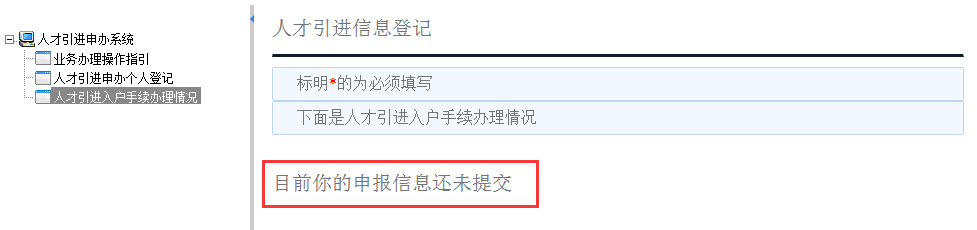 人才引进申办系统
业务办理操作指引
人才引进申办个人登记
人才引进入户手续办理情况
人才引进信息登记
标明*的为必须填写
下面是人才引进入户手续办理情况
目前你的申报信息还未提交